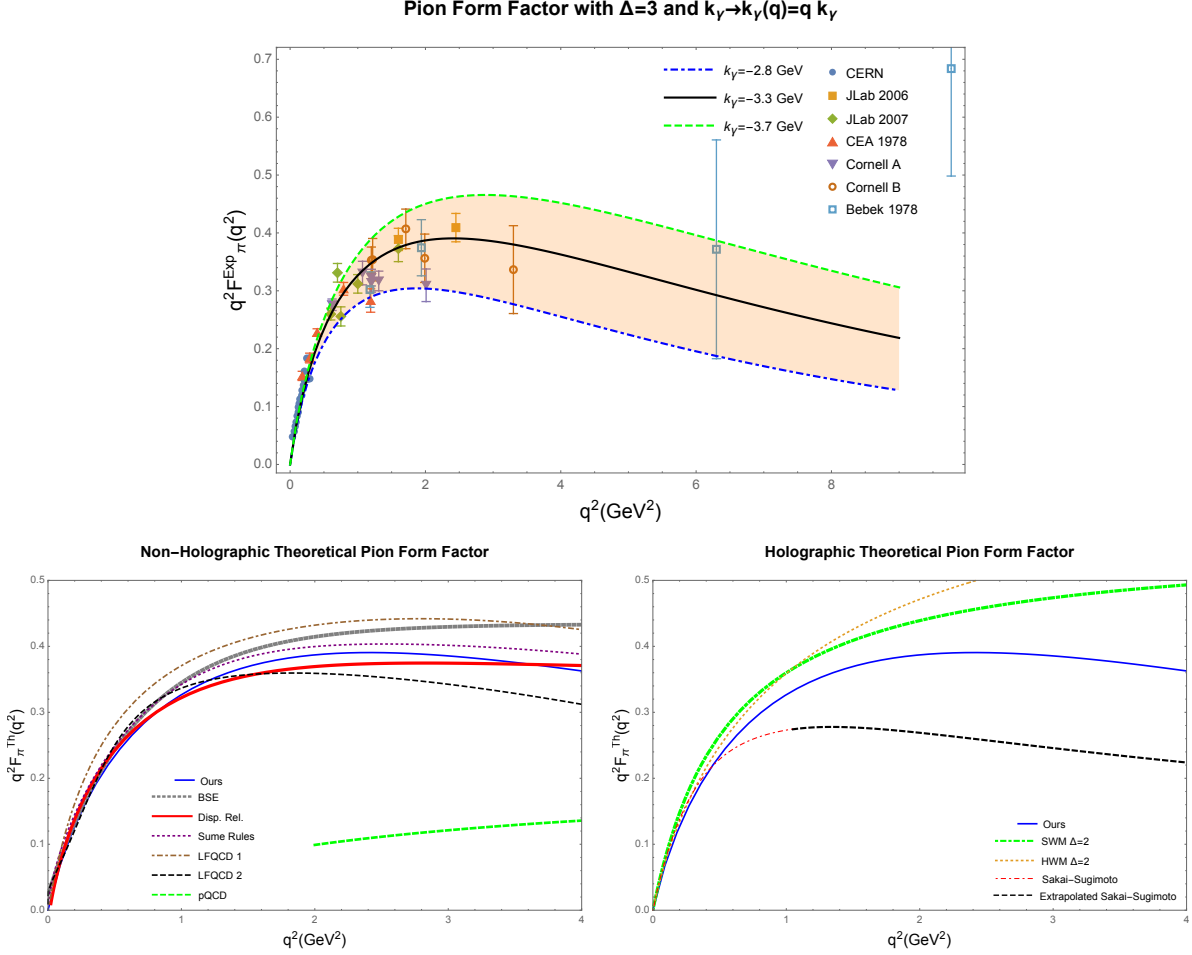 Pion Form Factor with Δ=3 and kᵧ→kᵧ(q)=q kᵧ
0.7
0.6
0.5
0.4
0.3
0.2
0.1
0.0
q²F^Exp_π(q²)
kᵧ=−2.8 GeV
kᵧ=−3.3 GeV
kᵧ=−3.7 GeV
CERN
JLab 2006
JLab 2007
CEA 1978
Cornell A
Cornell B
Bebek 1978
0 2 4 6 8
q²(GeV²)
Non−Holographic Theoretical Pion Form Factor
0.5
0.4
0.3
0.2
0.1
0.0
q²F_π^Th(q²)
Ours
BSE
Disp. Rel.
Sume Rules
LFQCD 1
LFQCD 2
pQCD
0 1 2 3 4
q²(GeV²)
Holographic Theoretical Pion Form Factor
0.5
0.4
0.3
0.2
0.1
0.0
q²F_π^Th(q²)
Ours
SWM Δ=2
HWM Δ=2
Sakai−Sugimoto
Extrapolated Sakai−Sugimoto
0 1 2 3 4
q²(GeV²)